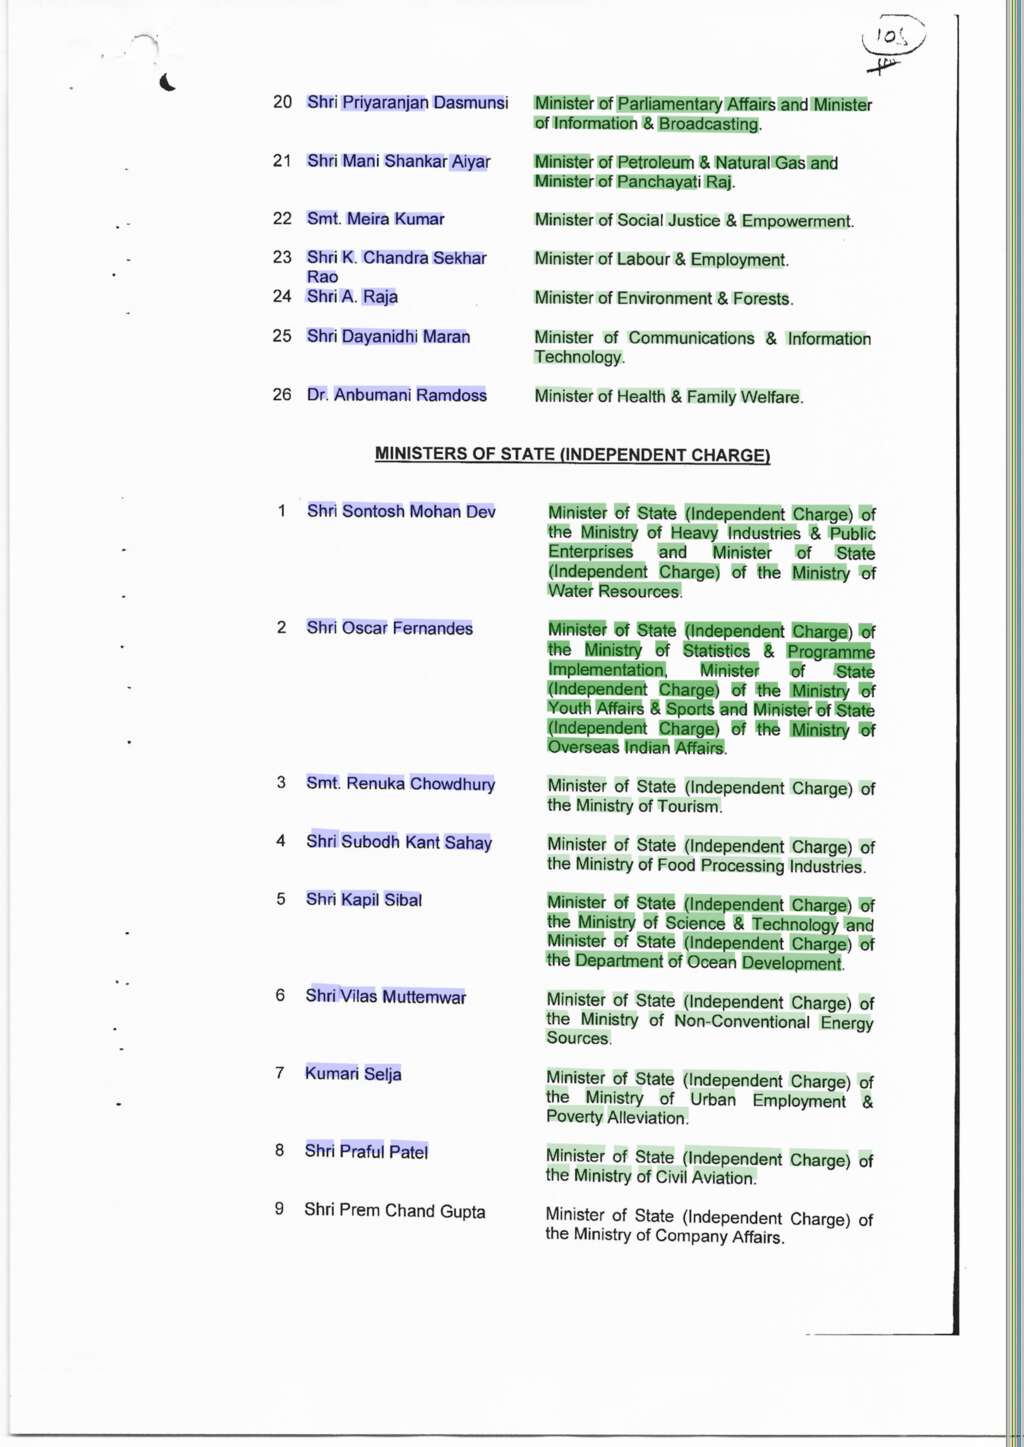 105
20 Shri Priyaranjan Dasmunsi Minister of Parliamentary Affairs and Minister
of Information & Broadcasting.
21 Shri Mani Shankar Aiyar Minister of Petroleum & Natural Gas and
Minister of Panchayati Raj.
22 Smt. Meira Kumar Minister of Social Justice & Empowerment.
23 Shri K. Chandra Sekhar Minister of Labour & Employment.
Rao
24 Shri A. Raja Minister of Environment & Forests.
25 Shri Dayanidhi Maran Minister of Communications & Information
Technology.
26 Dr. Anbumani Ramdoss Minister of Health & Family Welfare.
MINISTERS OF STATE (INDEPENDENT CHARGE)
1 Shri Sontosh Mohan Dev Minister of State (Independent Charge) of
the Ministry of Heavy Industries & Public
Enterprises and Minister of State
(Independent Charge) of the Ministry of
Water Resources.
2 Shri Oscar Fernandes Minister of State (Independent Charge) of
the Ministry of Statistics & Programme
Implementation, Minister of State
(Independent Charge) of the Ministry of
Youth Affairs & Sports and Minister of State
(Independent Charge) of the Ministry of
Overseas Indian Affairs.
3 Smt. Renuka Chowdhury Minister of State (Independent Charge) of
the Ministry of Tourism.
4 Shri Subodh Kant Sahay Minister of State (Independent Charge) of
the Ministry of Food Processing Industries.
5 Shri Kapil Sibal Minister of State (Independent Charge) of
the Ministry of Science & Technology and
Minister of State (Independent Charge) of
the Department of Ocean Development.
6 Shri Vilas Muttemwar Minister of State (Independent Charge) of
the Ministry of Non-Conventional Energy
Sources.
7 Kumari Selja Minister of State (Independent Charge) of
the Ministry of Urban Employment &
Poverty Alleviation.
8 Shri Praful Patel Minister of State (Independent Charge) of
the Ministry of Civil Aviation.
9 Shri Prem Chand Gupta Minister of State (Independent Charge) of
the Ministry of Company Affairs.